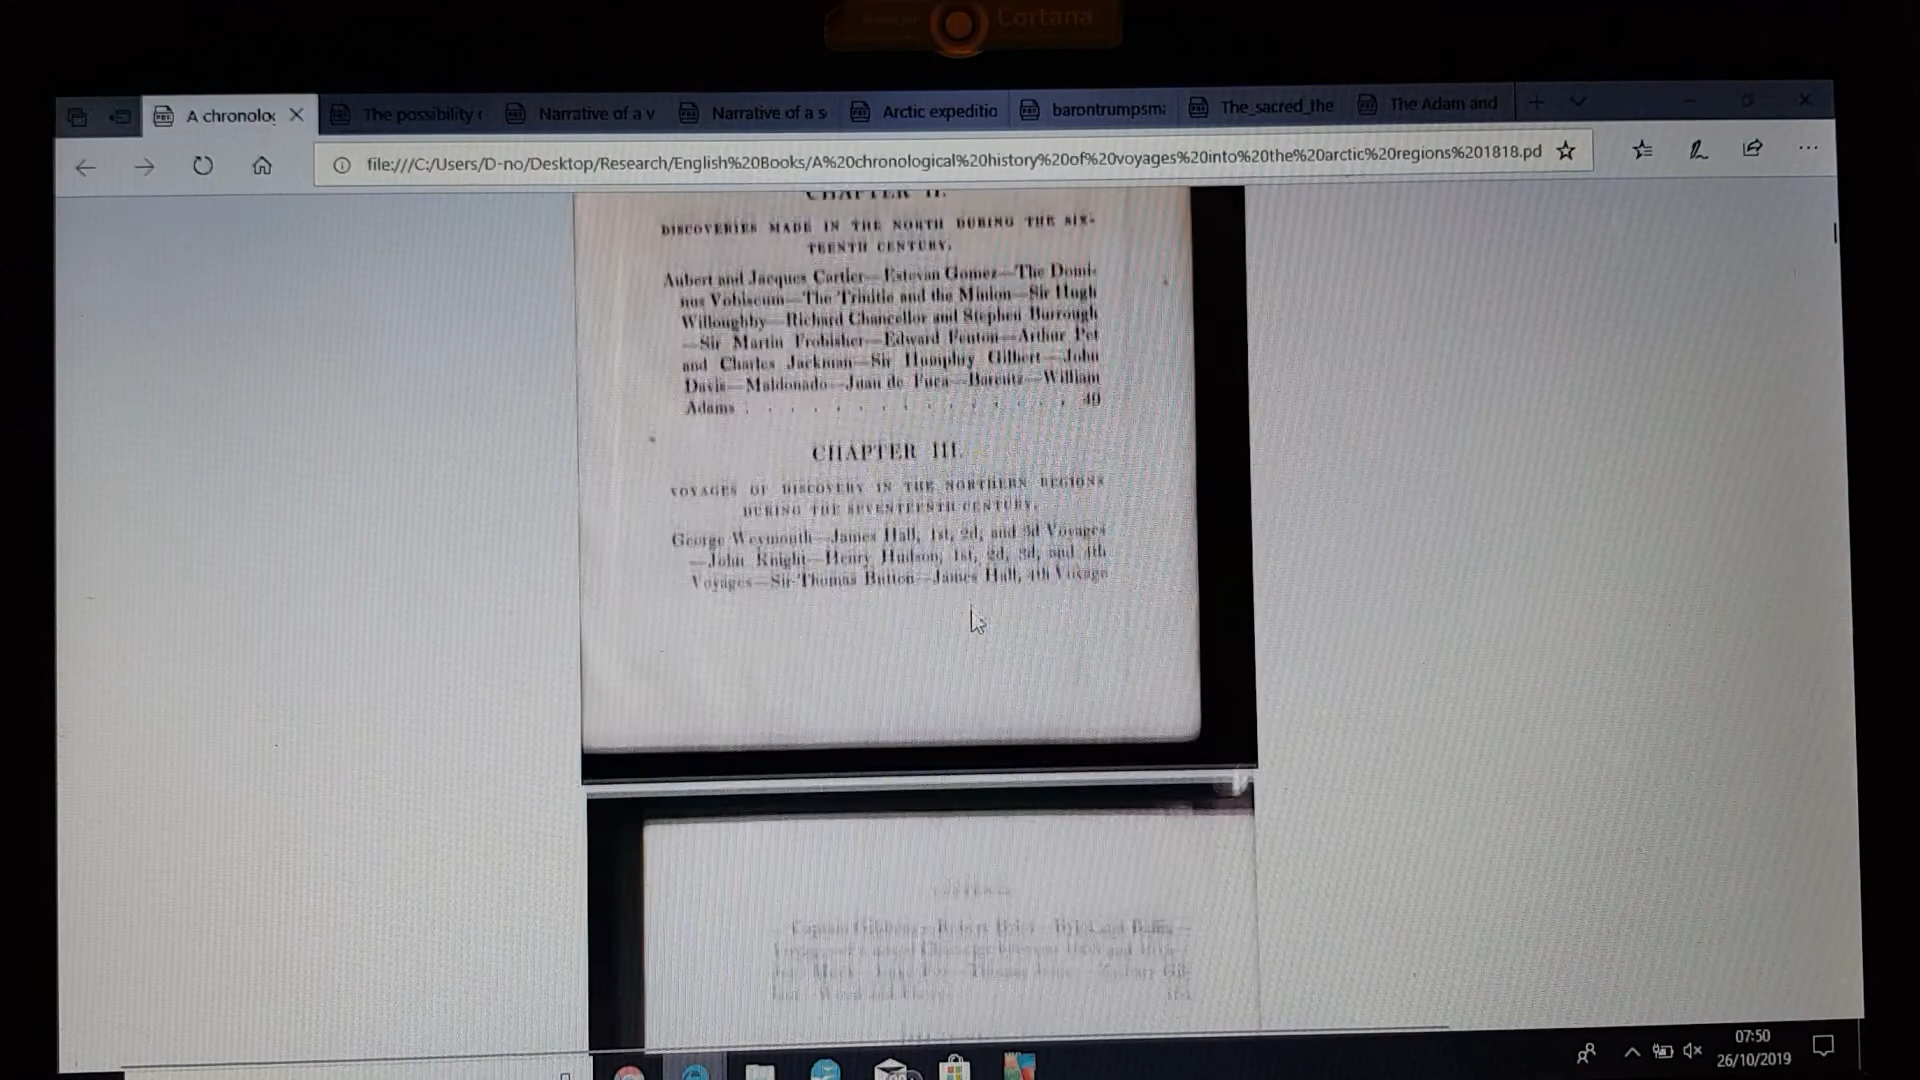 Cortana
A chronolo
The possibility
Narrative of a v
Narrative of a s
Arctic expeditio
barontrumpsm
The_sacred_the
The Adam and
file:///C:/Users/D-no/Desktop/Research/English%20Books/A%20chronological%20history%20of%20voyages%20into%20the%20arctic%20regions%201818.pd
CHAPTER II.
DISCOVERIES MADE IN THE NORTH DURING THE SIX-
TEENTH CENTURY.
Aubert and Jacques Cartier—Estevan Gomez—The Domi-
nus Vobiscum—The Trinitie and the Minion—Sir Hugh
Willoughby—Richard Chancellor and Stephen Burrough
—Sir Martin Frobisher—Edward Fenton—Arthur Pet
and Charles Jackman—Sir Humphry Gilbert—John
Davis—Maldonado—Juan de Fuca—Barentz—William
Adams . . . . . . . . . . . . . . 40
CHAPTER III.
VOYAGES OF DISCOVERY IN THE NORTHERN REGIONS
DURING THE SEVENTEENTH CENTURY.
George Weymouth—James Hall, 1st, 2d, and 3d Voyages
—John Knight—Henry Hudson, 1st, 2d, 3d, and 4th
Voyages—Sir Thomas Button—James Hall, 4th Voyage
07:50
26/10/2019